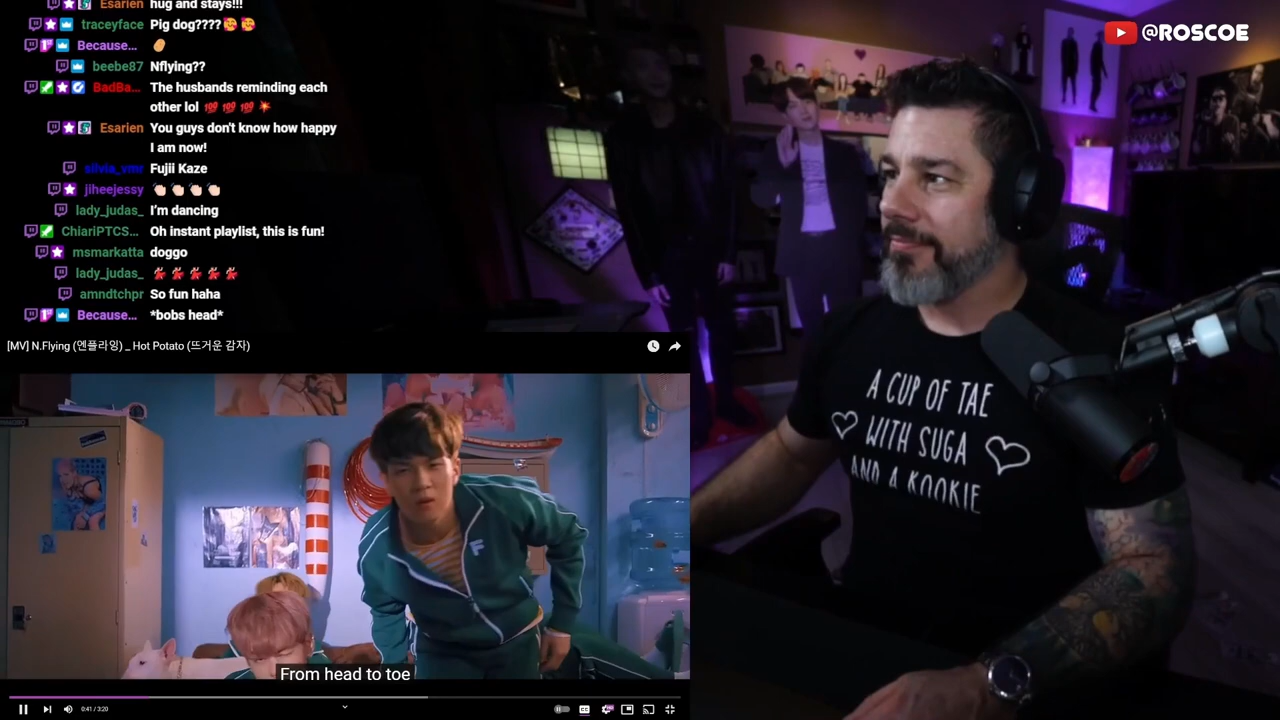 Esarien hug and stays!!!
traceyface Pig dog????🥰🥰
Because... 🥔
beebe87 Nflying??
BadBa... The husbands reminding each
other lol 💯 💯 💯 💥
Esarien You guys don't know how happy
I am now!
silvia_vmr Fujii Kaze
jiheejessy 👏🏻 👏🏻 👏🏻 👏🏻
lady_judas_ I'm dancing
ChiariPTCS... Oh instant playlist, this is fun!
msmarkatta doggo
lady_judas_ 💃 💃 💃 💃 💃
amndtchpr So fun haha
Because... *bobs head*
[MV] N.Flying (엔플라잉) _ Hot Potato (뜨거운 감자)
From head to toe
0:41 / 3:20
@ROSCOE
A CUP OF TAE
WITH SUGA
AND A KOOKIE